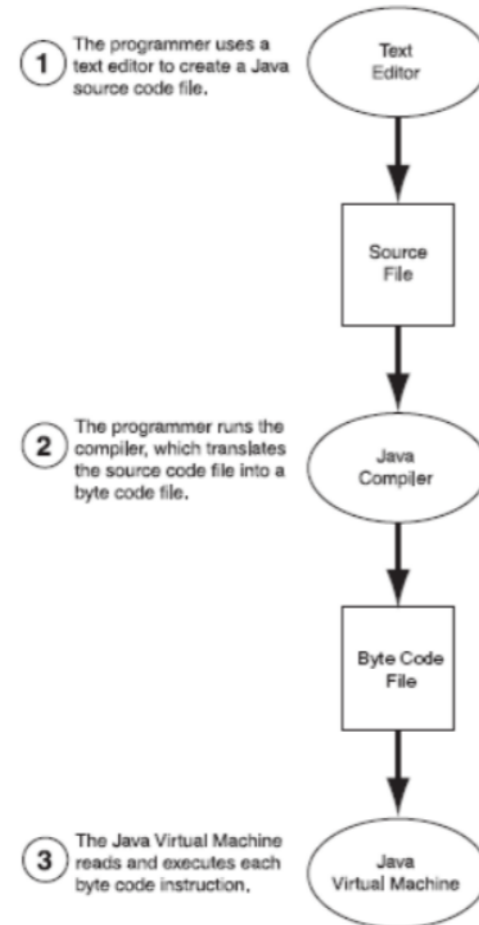 1
The programmer uses a
text editor to create a Java
source code file.
Text
Editor
Source
File
2
The programmer runs the
compiler, which translates
the source code file into a
byte code file.
Java
Compiler
Byte Code
File
3
The Java Virtual Machine
reads and executes each
byte code instruction.
Java
Virtual Machine